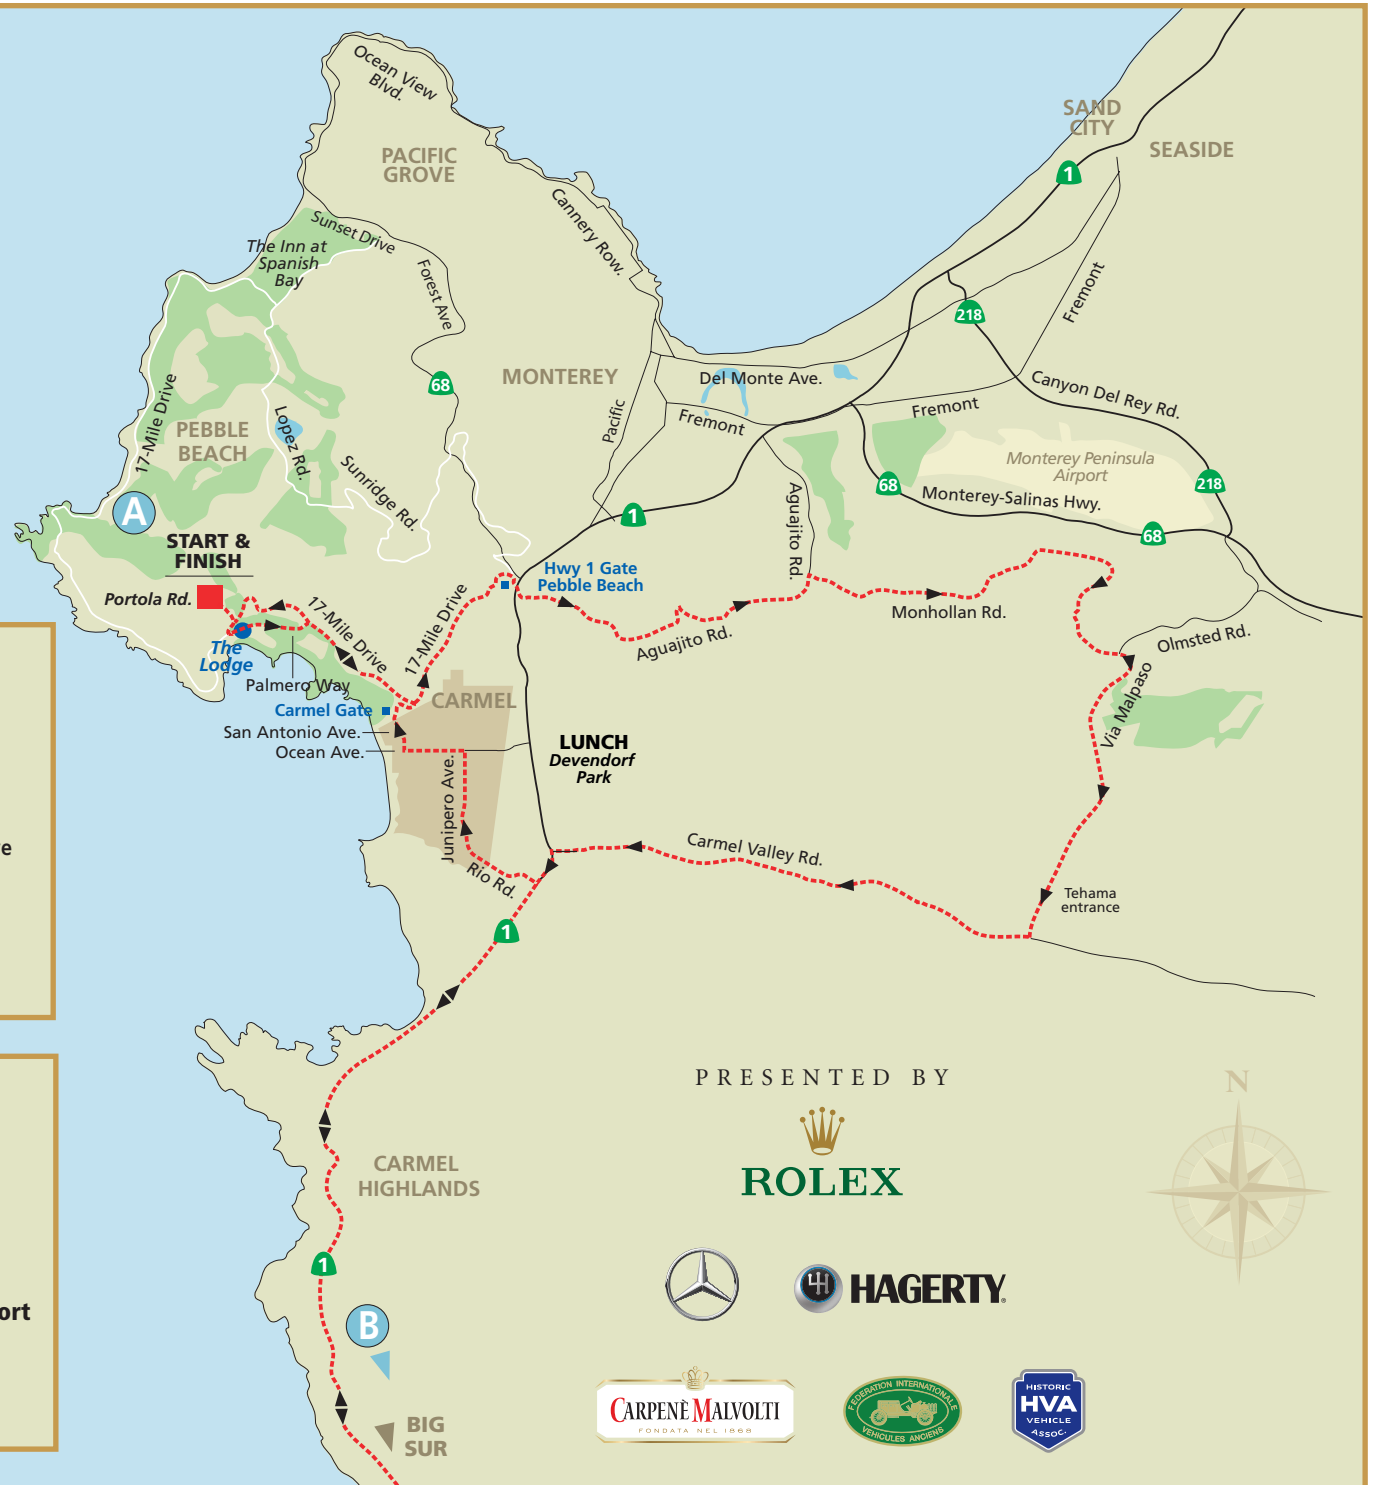 Ocean View
Blvd.
PACIFIC
GROVE
SAND
CITY
SEASIDE
1
Cannery Row.
Sunset Drive
The Inn at
Spanish
Bay
Forest Ave
68
218
Fremont
MONTEREY
Del Monte Ave.
Canyon Del Rey Rd.
Pacific
Fremont
Fremont
17-Mile Drive
Lopez Rd.
PEBBLE
BEACH
Sunridge Rd.
Monterey Peninsula
Airport
68
218
Monterey-Salinas Hwy.
68
Aguajito Rd.
1
A
START &
FINISH
Portola Rd.
Hwy 1 Gate
Pebble Beach
17-Mile Drive
17-Mile Drive
Monhollan Rd.
Aguajito Rd.
Olmsted Rd.
The
Lodge
Palmero Way
Carmel Gate
San Antonio Ave.
Ocean Ave.
CARMEL
Via Malpaso
LUNCH
Devendorf
Park
Junipero Ave.
Rio Rd.
Carmel Valley Rd.
Tehama
entrance
e
1
PRESENTED BY
ROLEX
N
CARMEL
HIGHLANDS
1
HAGERTY®
ort
B
BIG
SUR
CARPENÈ MALVOLTI
FONDATA NEL 1868
FEDERATION INTERNATIONALE
VEHICULES ANCIENS
HISTORIC
HVA
VEHICLE
ASSOC.